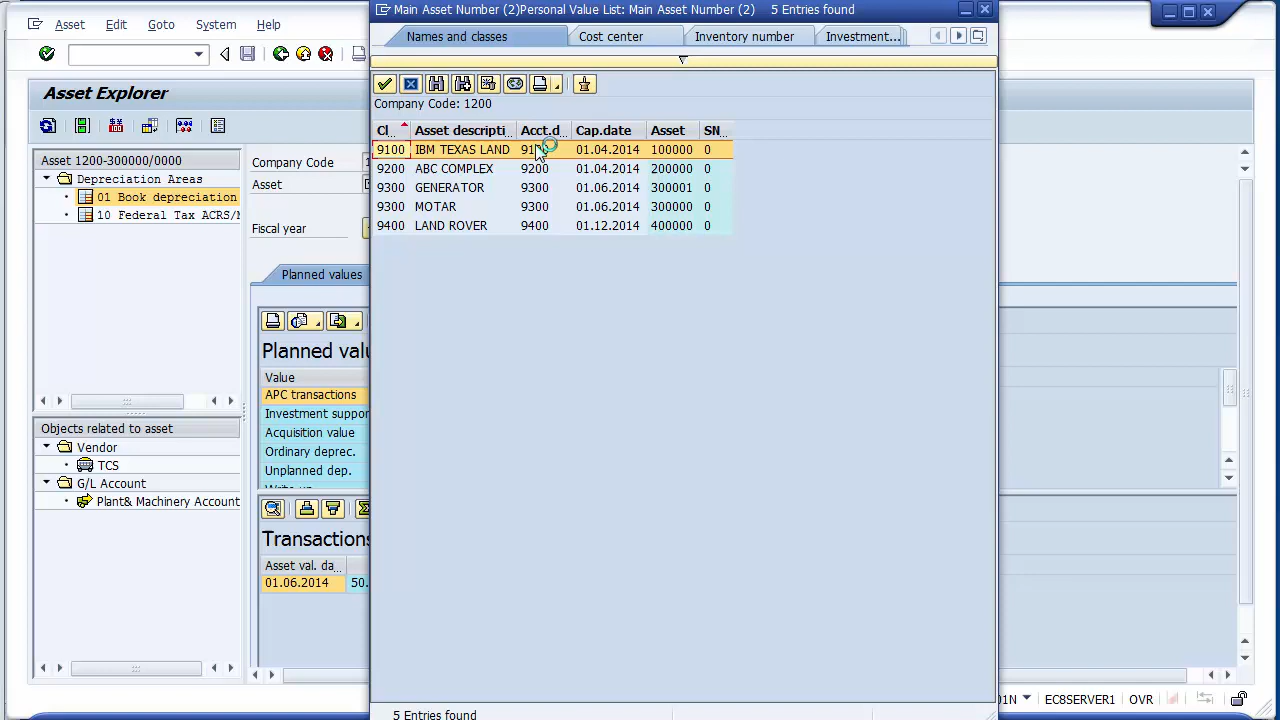 Asset Edit Goto System Help
Asset Explorer
Asset 1200-300000/0000
Depreciation Areas
01 Book depreciation
10 Federal Tax ACRS/M
Company Code
Asset
Fiscal year
Planned values
Planned valu
Value
APC transactions
Investment suppor
Acquisition value
Ordinary deprec.
Unplanned dep.
Objects related to asset
Vendor
TCS
G/L Account
Plant& Machinery Account
Transactions
Asset val. da...
01.06.2014 50.
Main Asset Number (2)Personal Value List: Main Asset Number (2) 5 Entries found
Names and classes Cost center Inventory number Investment...
Company Code: 1200
Cl... Asset descripti... Acct.d... Cap.date Asset SN...
9100 IBM TEXAS LAND 01.04.2014 100000 0
9200 ABC COMPLEX 9200 01.04.2014 200000 0
9300 GENERATOR 9300 01.06.2014 300001 0
9300 MOTAR 9300 01.06.2014 300000 0
9400 LAND ROVER 9400 01.12.2014 400000 0
5 Entries found
01N EC8SERVER1 OVR